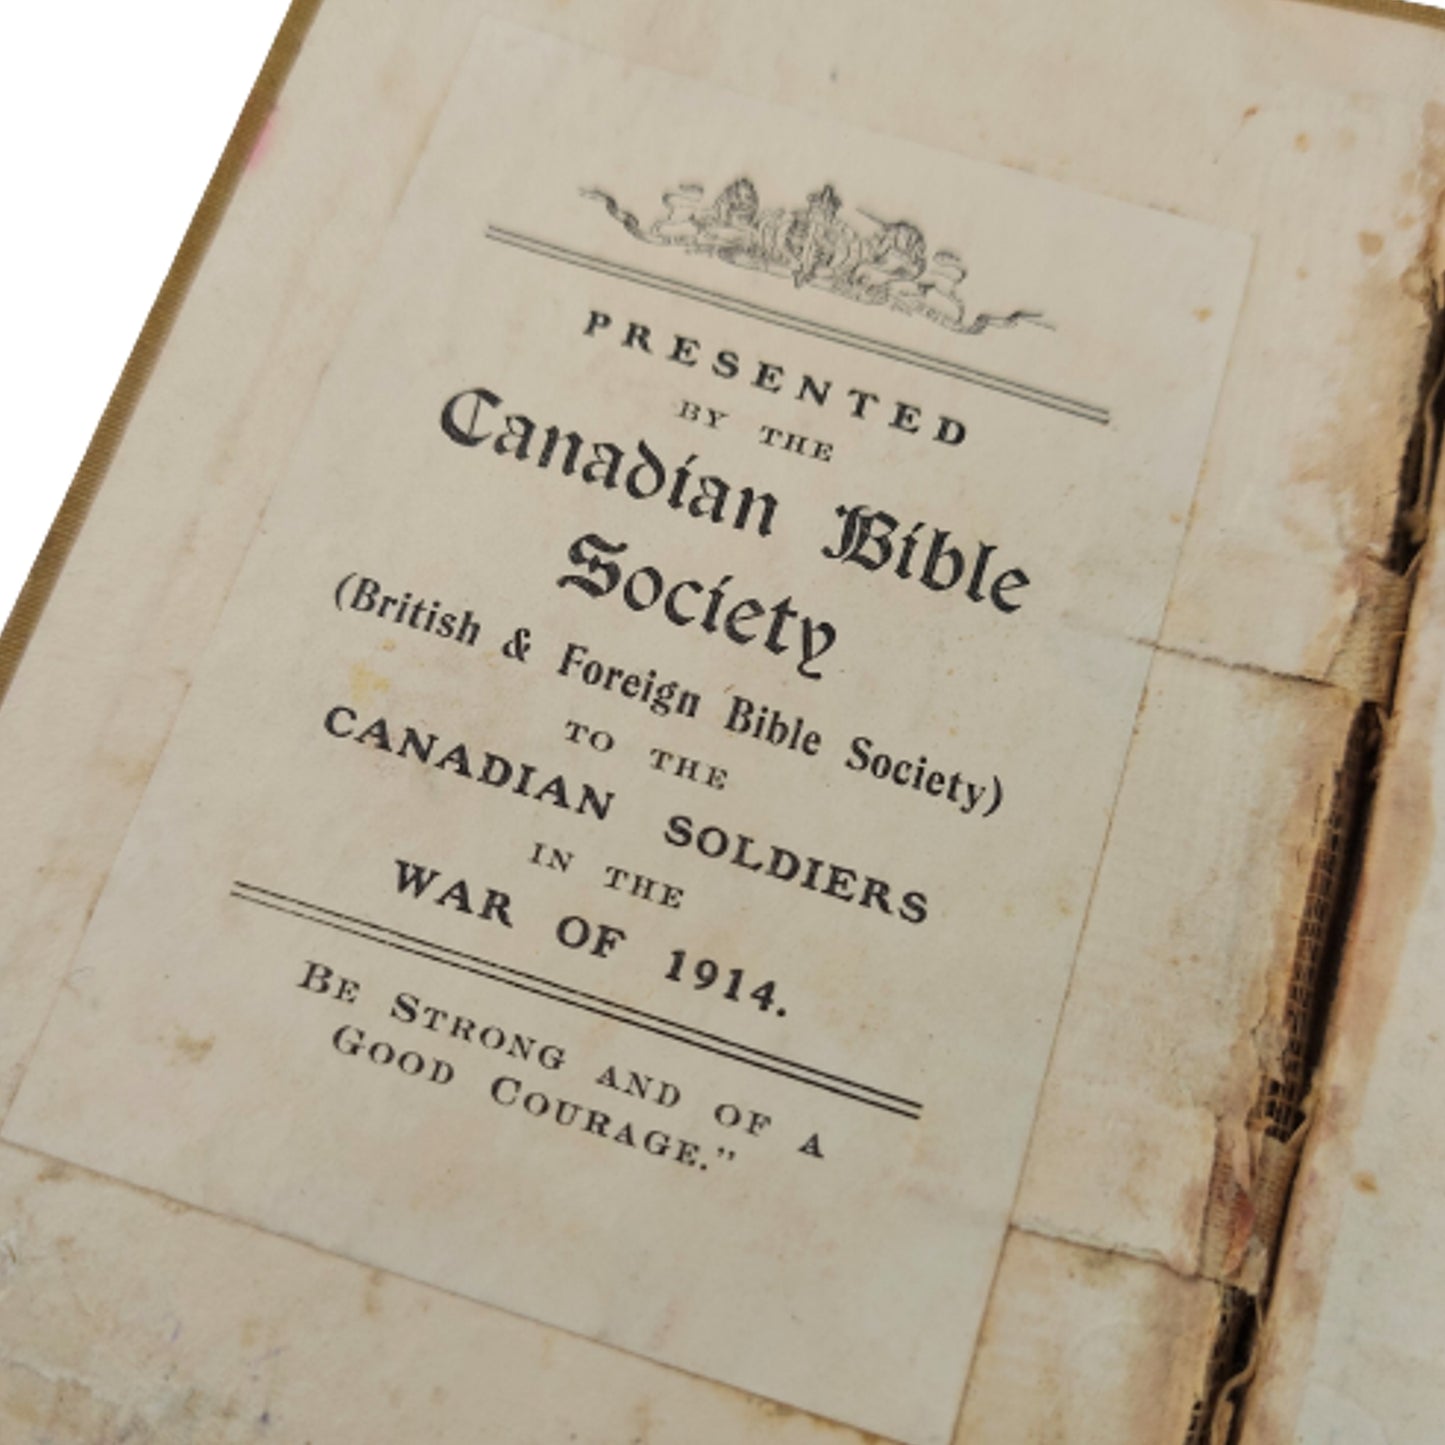 PRESENTED
BY THE
Canadian Bible
Society
(British & Foreign Bible Society)
TO THE
CANADIAN SOLDIERS
IN THE
WAR OF 1914.
BE STRONG AND OF A
GOOD COURAGE."